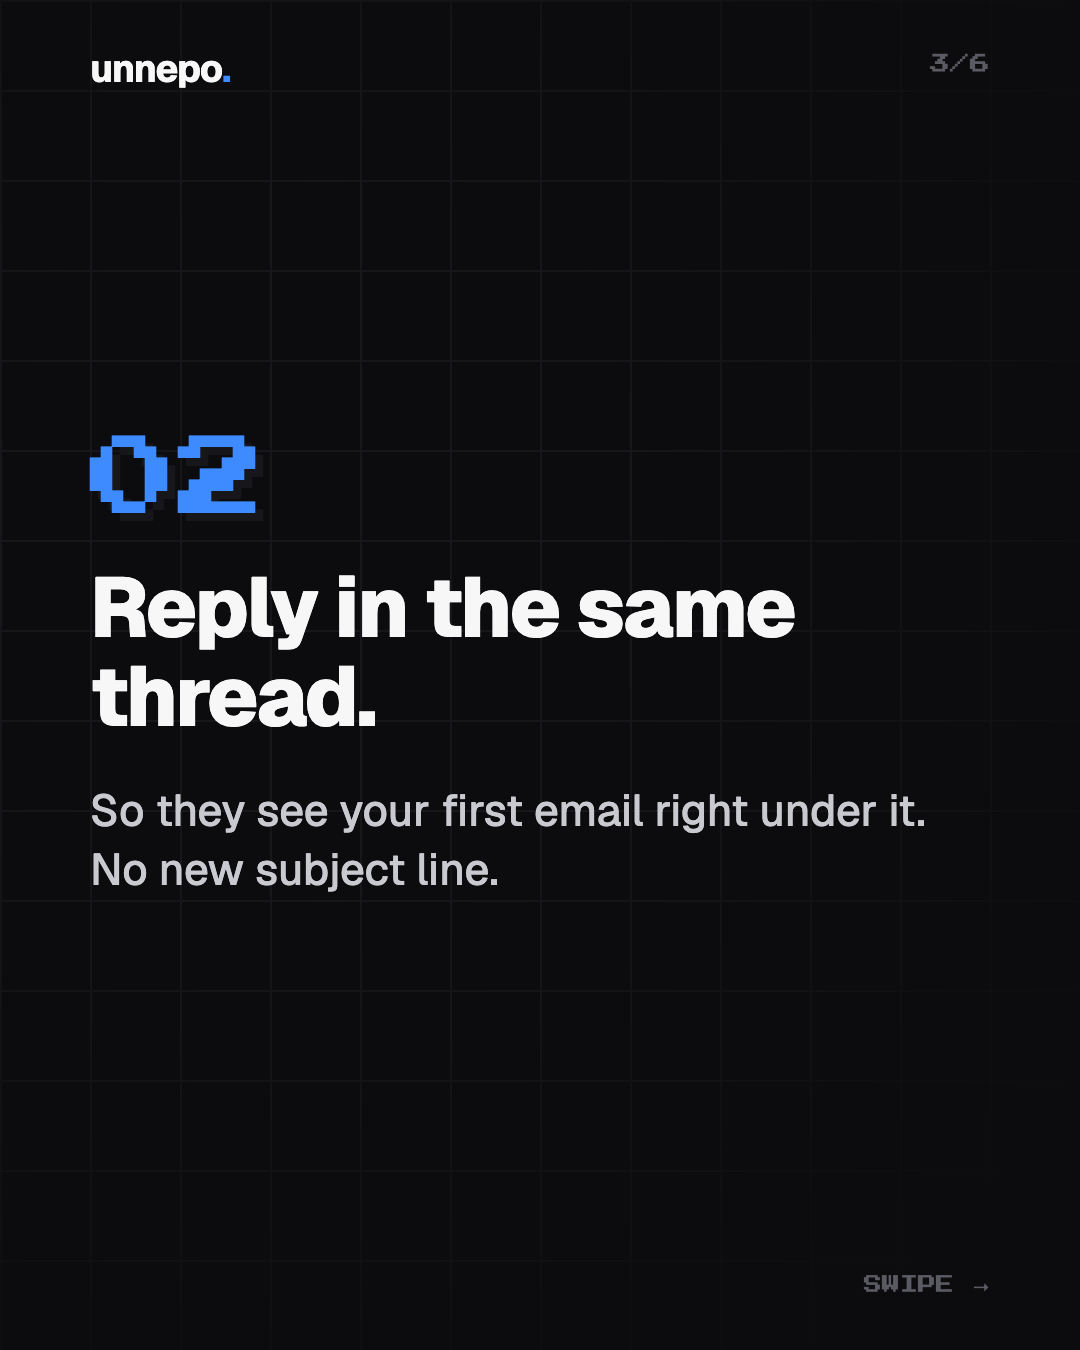 unnepo.
3/6
02
Reply in the same
thread.
So they see your first email right under it.
No new subject line.
SWIPE →